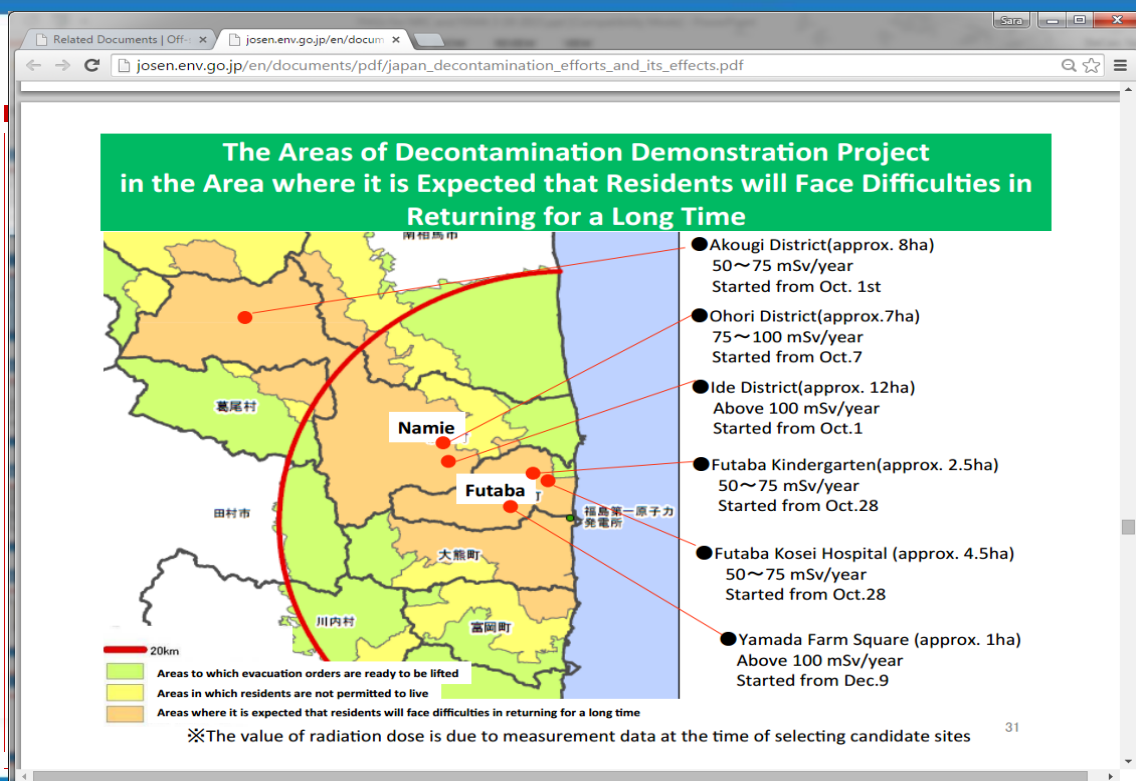 Sara
Related Documents | Off-
josen.env.go.jp/en/docum
josen.env.go.jp/en/documents/pdf/japan_decontamination_efforts_and_its_effects.pdf
The Areas of Decontamination Demonstration Project
in the Area where it is Expected that Residents will Face Difficulties in
Returning for a Long Time
南相馬市
●Akougi District(approx. 8ha)
50～75 mSv/year
Started from Oct. 1st
●Ohori District(approx.7ha)
75～100 mSv/year
Started from Oct.7
●Ide District(approx. 12ha)
Above 100 mSv/year
Started from Oct.1
葛尾村
Namie
●Futaba Kindergarten(approx. 2.5ha)
50～75 mSv/year
Started from Oct.28
Futaba
田村市
福島第一原子力
発電所
大熊町
●Futaba Kosei Hospital (approx. 4.5ha)
50～75 mSv/year
Started from Oct.28
川内村
富岡町
●Yamada Farm Square (approx. 1ha)
Above 100 mSv/year
Started from Dec.9
20km
Areas to which evacuation orders are ready to be lifted
Areas in which residents are not permitted to live
Areas where it is expected that residents will face difficulties in returning for a long time
※The value of radiation dose is due to measurement data at the time of selecting candidate sites
31